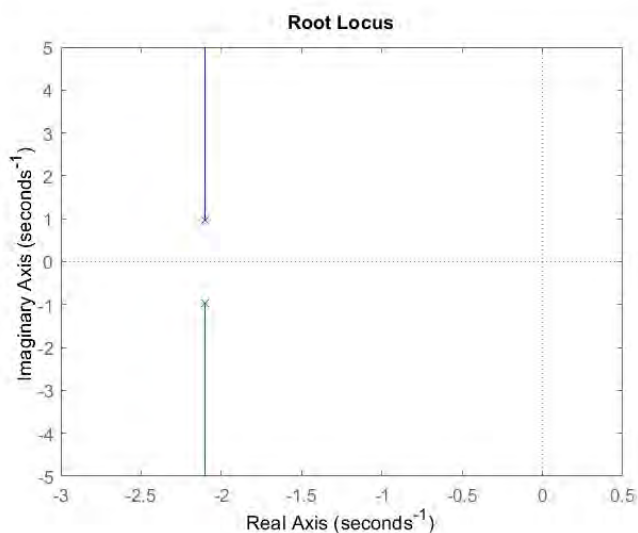 Root Locus
5
4
3
2
1
0
-1
-2
-3
-4
-5
Imaginary Axis (seconds⁻¹)
-3 -2.5 -2 -1.5 -1 -0.5 0 0.5
Real Axis (seconds⁻¹)